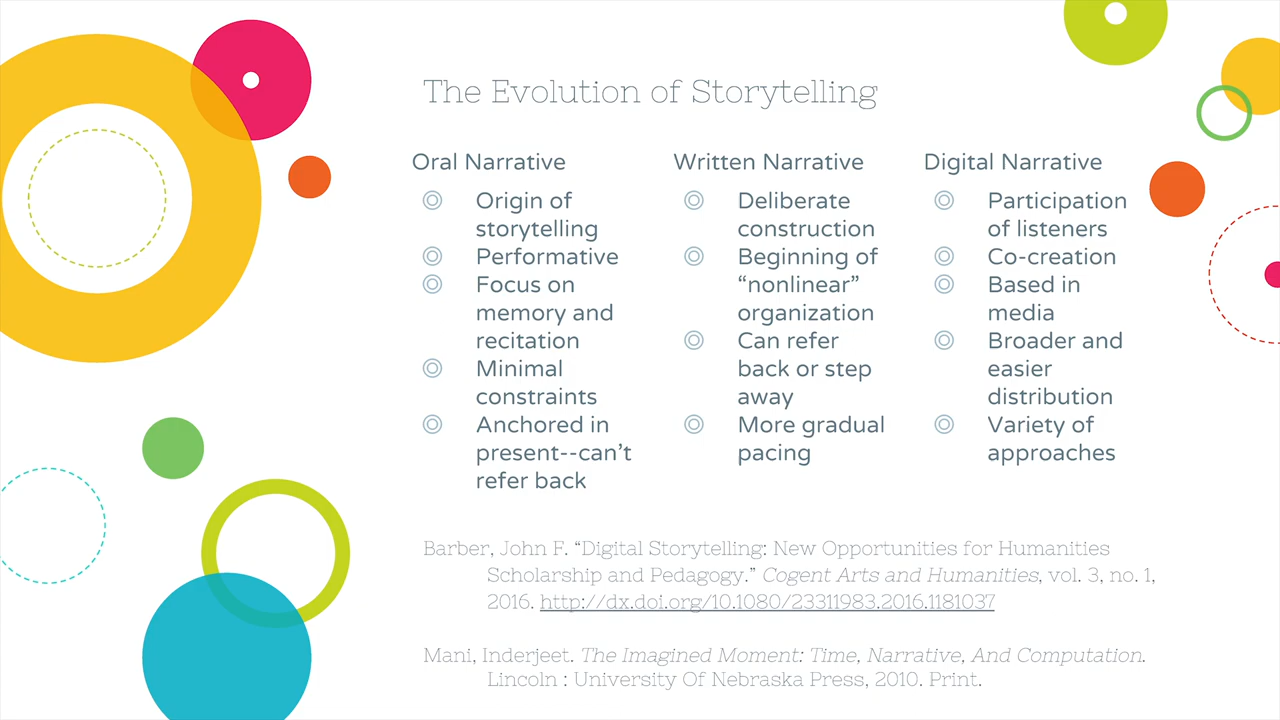 The Evolution of Storytelling
Oral Narrative
Origin of
storytelling
Performative
Focus on
memory and
recitation
Minimal
constraints
Anchored in
present--can't
refer back
Written Narrative
Deliberate
construction
Beginning of
“nonlinear”
organization
Can refer
back or step
away
More gradual
pacing
Digital Narrative
Participation
of listeners
Co-creation
Based in
media
Broader and
easier
distribution
Variety of
approaches
Barber, John F. “Digital Storytelling: New Opportunities for Humanities
Scholarship and Pedagogy.” Cogent Arts and Humanities, vol. 3, no. 1,
2016. http://dx.doi.org/10.1080/23311983.2016.1181037
Mani, Inderjeet. The Imagined Moment: Time, Narrative, And Computation.
Lincoln : University Of Nebraska Press, 2010. Print.